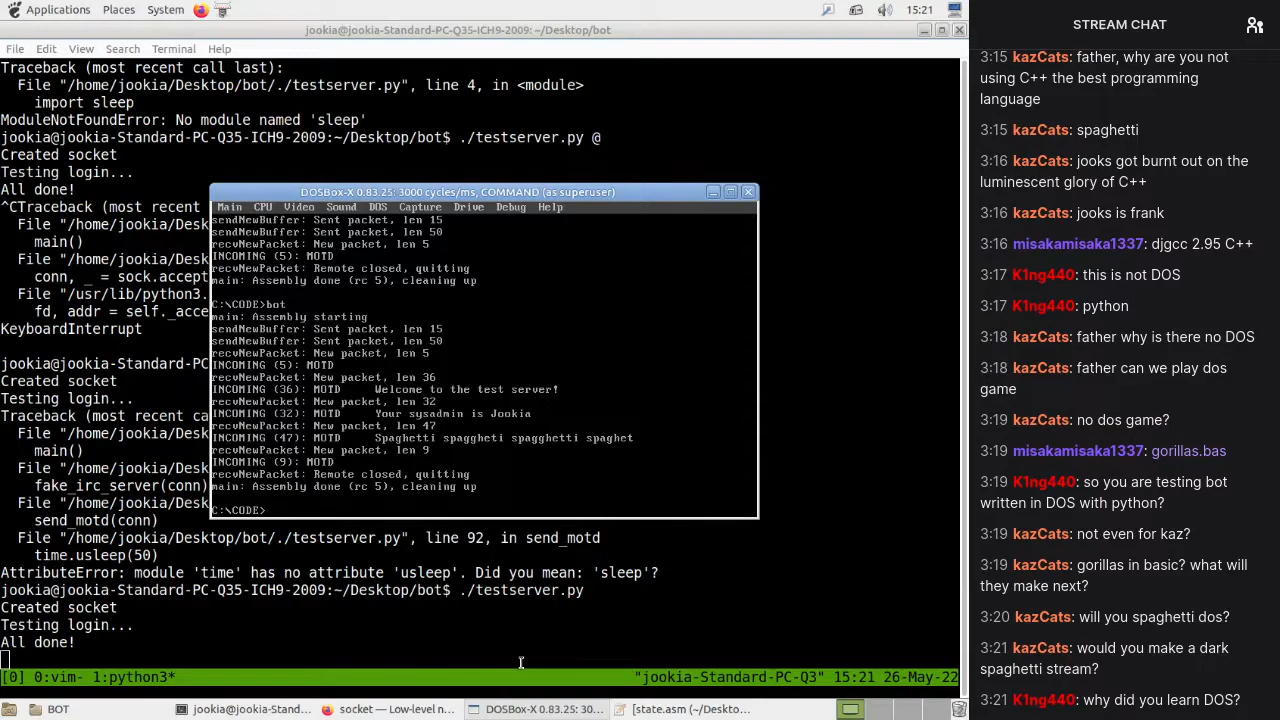 Applications Places System 15:21
jookia@jookia-Standard-PC-Q35-ICH9-2009: ~/Desktop/bot
File Edit View Search Terminal Help
Traceback (most recent call last):
File "/home/jookia/Desktop/bot/./testserver.py", line 4, in <module>
import sleep
ModuleNotFoundError: No module named 'sleep'
jookia@jookia-Standard-PC-Q35-ICH9-2009:~/Desktop/bot$ ./testserver.py @
Created socket
Testing login...
All done!
^CTraceback (most recent
File "/home/jookia/Desk
main()
File "/home/jookia/Desk
conn, _ = sock.accept
File "/usr/lib/python3.
fd, addr = self._acce
KeyboardInterrupt
jookia@jookia-Standard-PC
Created socket
Testing login...
Traceback (most recent ca
File "/home/jookia/Desk
main()
File "/home/jookia/Desk
fake_irc_server(conn)
File "/home/jookia/Desk
send_motd(conn)
File "/home/jookia/Desktop/bot/./testserver.py", line 92, in send_motd
time.usleep(50)
AttributeError: module 'time' has no attribute 'usleep'. Did you mean: 'sleep'?
jookia@jookia-Standard-PC-Q35-ICH9-2009:~/Desktop/bot$ ./testserver.py
Created socket
Testing login...
All done!
[0] 0:vim- 1:python3* "jookia-Standard-PC-Q3" 15:21 26-May-22
DOSBox-X 0.83.25: 3000 cycles/ms, COMMAND (as superuser)
Main CPU Video Sound DOS Capture Drive Debug Help
sendNewBuffer: Sent packet, len 15
sendNewBuffer: Sent packet, len 50
recvNewPacket: New packet, len 5
INCOMING (5): MOTD
recvNewPacket: Remote closed, quitting
main: Assembly done (rc 5), cleaning up
C:\CODE>bot
main: Assembly starting
sendNewBuffer: Sent packet, len 15
sendNewBuffer: Sent packet, len 50
recvNewPacket: New packet, len 5
INCOMING (5): MOTD
recvNewPacket: New packet, len 36
INCOMING (36): MOTD Welcome to the test server!
recvNewPacket: New packet, len 32
INCOMING (32): MOTD Your sysadmin is Jookia
recvNewPacket: New packet, len 47
INCOMING (47): MOTD Spaghetti spaggheti spagghetti spaghet
recvNewPacket: New packet, len 9
INCOMING (9): MOTD
recvNewPacket: Remote closed, quitting
main: Assembly done (rc 5), cleaning up
C:\CODE>
BOT jookia@jookia-Stand... socket — Low-level n... DOSBox-X 0.83.25: 30... [state.asm (~/Deskto...
STREAM CHAT
3:15 kazCats: father, why are you not
using C++ the best programming
language
3:15 kazCats: spaghetti
3:16 kazCats: jooks got burnt out on the
luminescent glory of C++
3:16 kazCats: jooks is frank
3:16 misakamisaka1337: djgcc 2.95 C++
3:17 K1ng440: this is not DOS
3:17 K1ng440: python
3:18 kazCats: father why is there no DOS
3:18 kazCats: father can we play dos
game
3:19 kazCats: no dos game?
3:19 misakamisaka1337: gorillas.bas
3:19 K1ng440: so you are testing bot
written in DOS with python?
3:19 kazCats: not even for kaz?
3:19 kazCats: gorillas in basic? what will
they make next?
3:20 kazCats: will you spaghetti dos?
3:21 kazCats: would you make a dark
spaghetti stream?
3:21 K1ng440: why did you learn DOS?